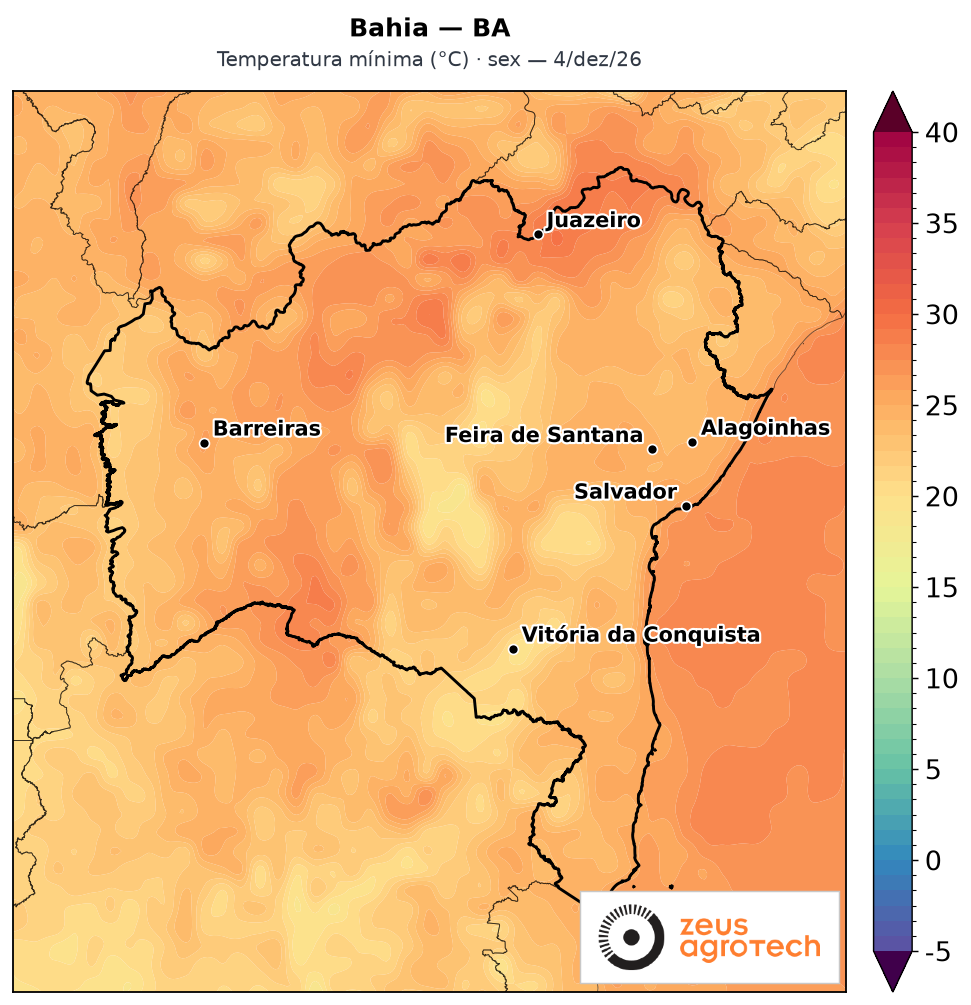 Bahia — BA
Temperatura mínima (°C) · sex — 4/dez/26
40
35
30
25
20
15
10
5
0
-5
Juazeiro
Barreiras
Feira de Santana
Alagoinhas
Salvador
Vitória da Conquista
zeus
agrotech